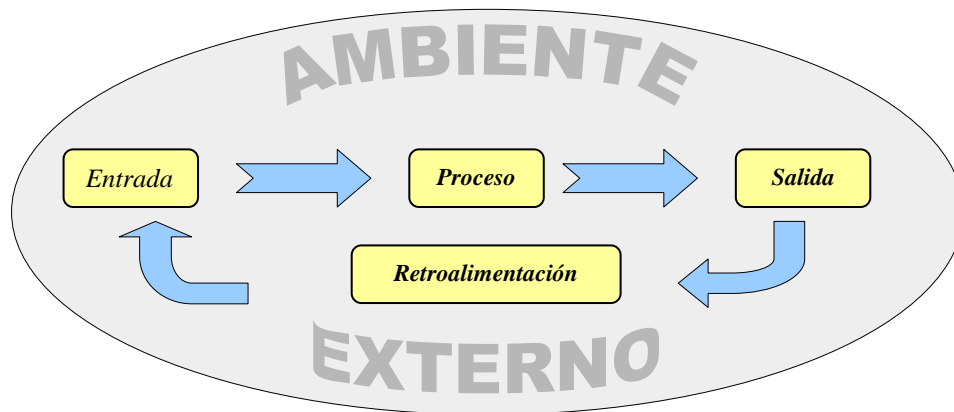 AMBIENTE
Entrada
Proceso
Salida
Retroalimentación
EXTERNO